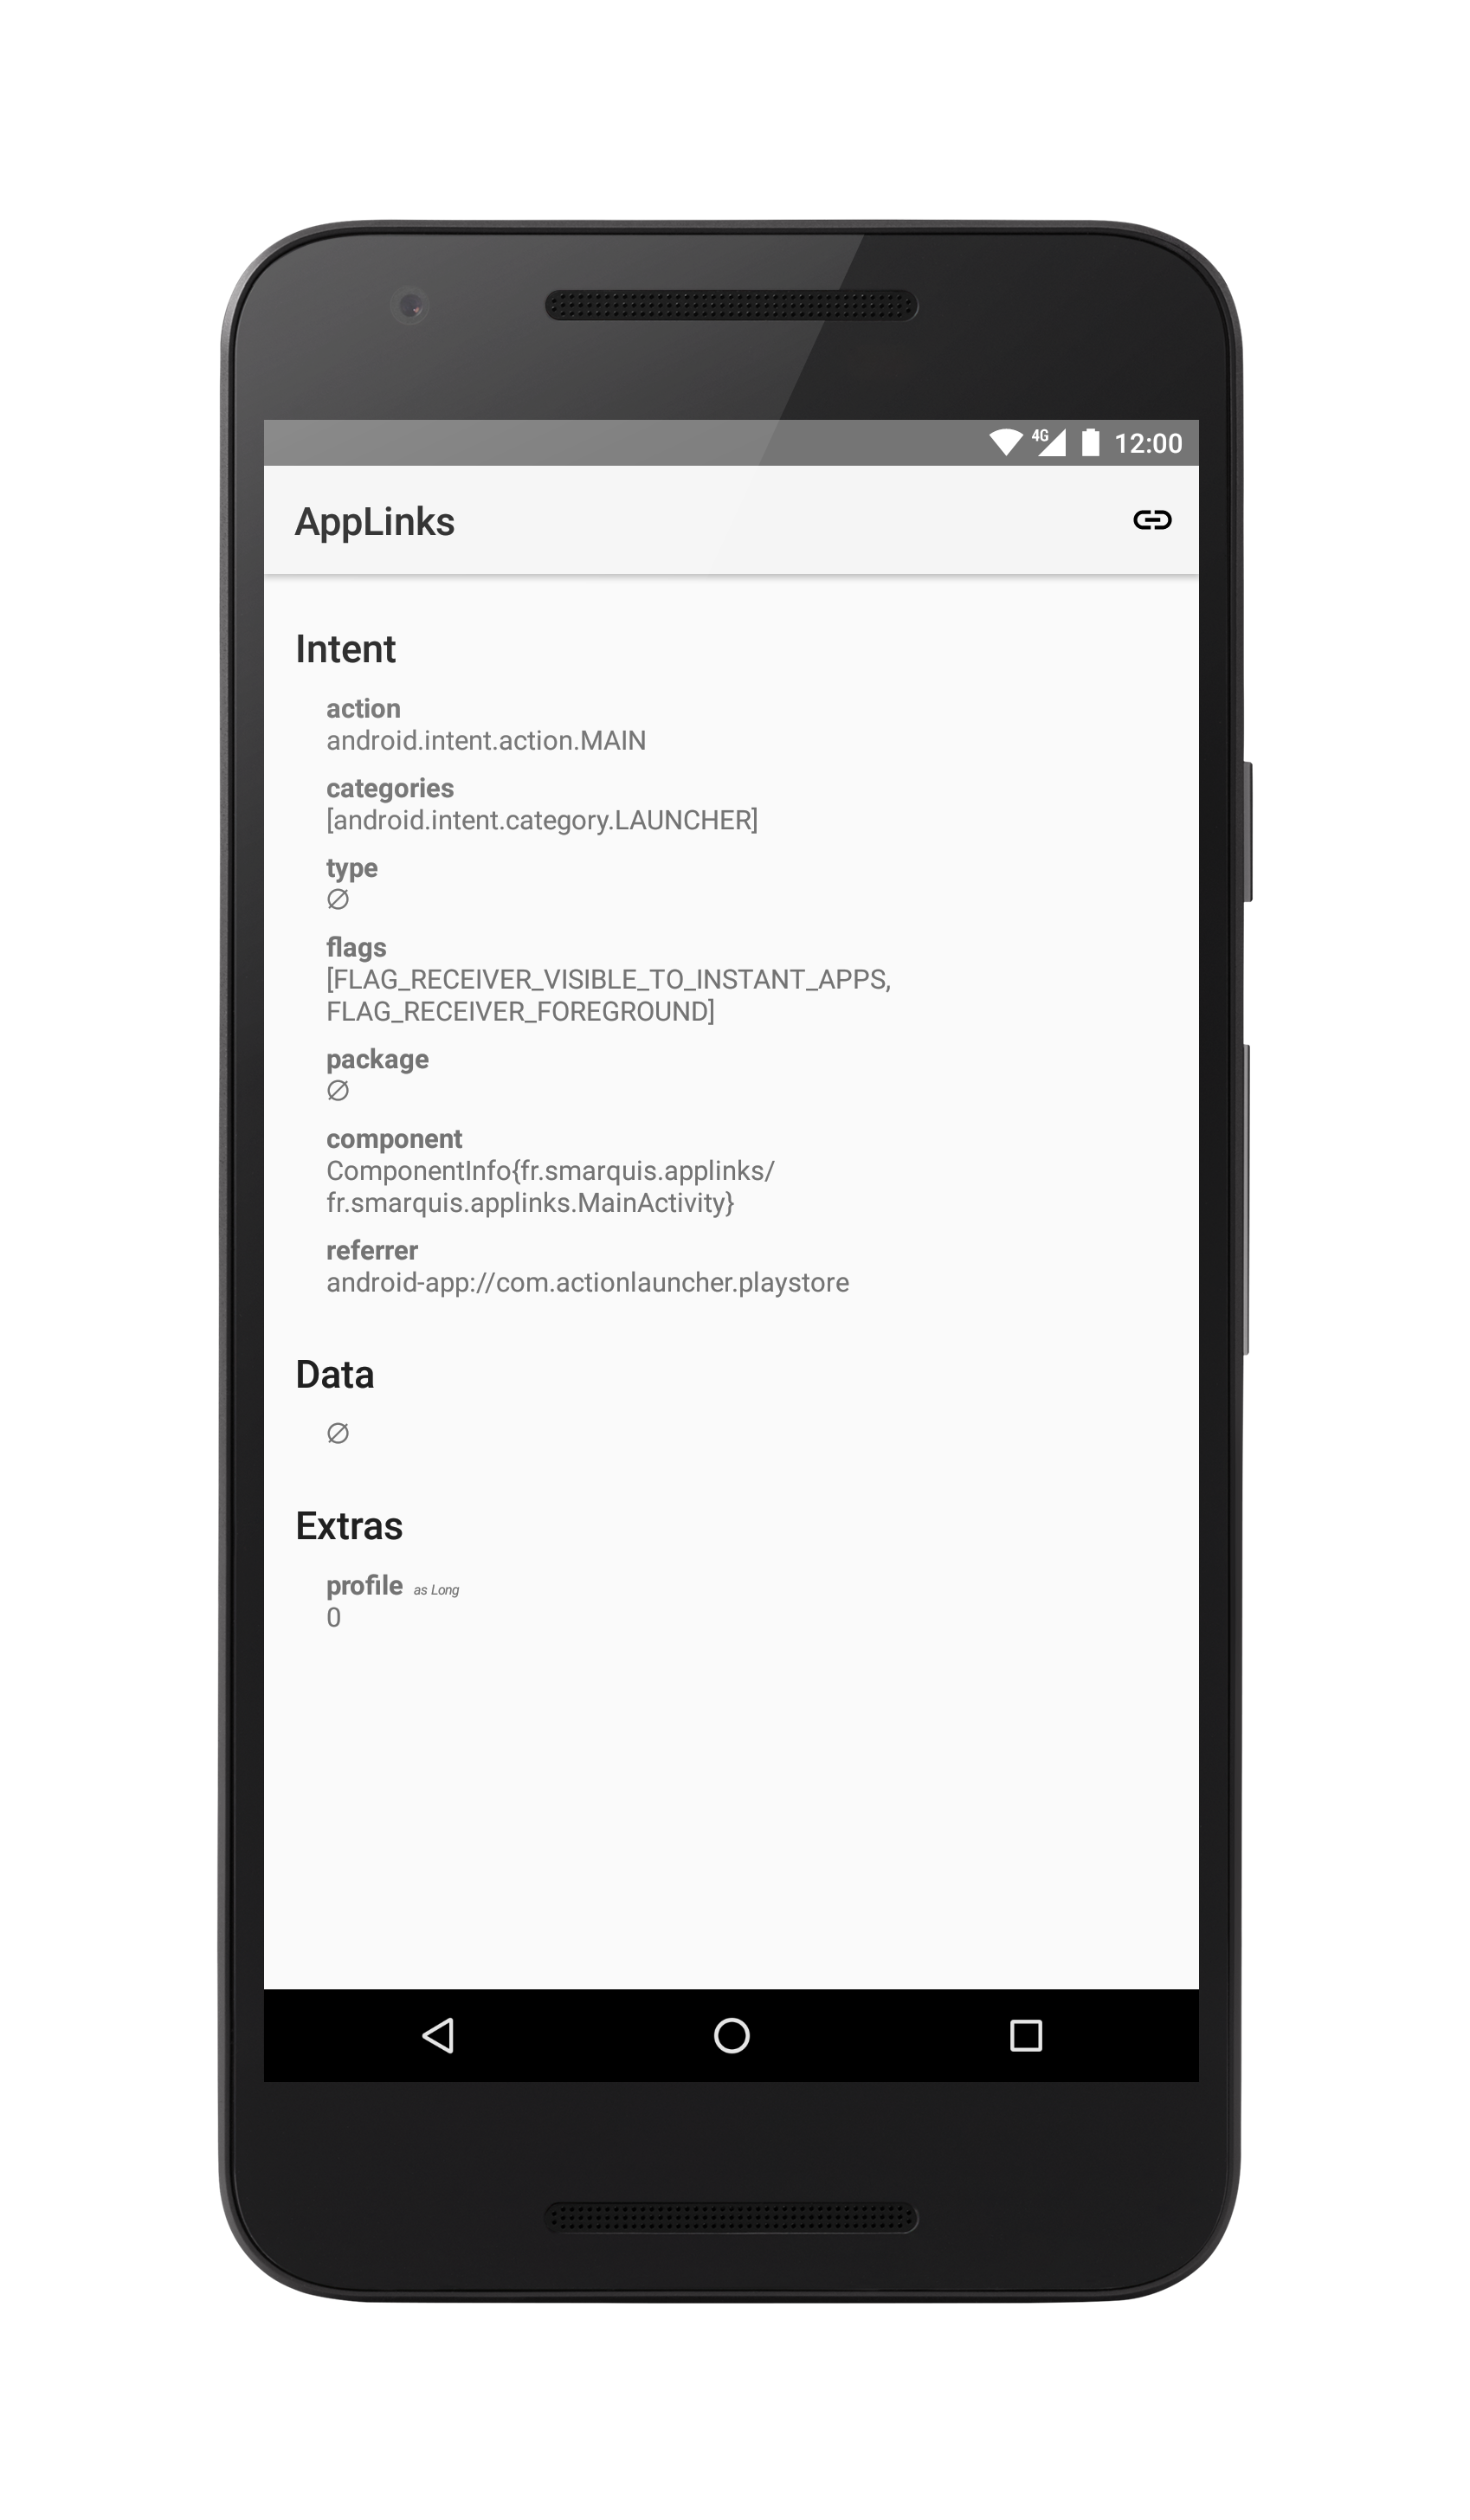 4G 12:00
AppLinks
Intent
action
android.intent.action.MAIN
categories
[android.intent.category.LAUNCHER]
type
∅
flags
[FLAG_RECEIVER_VISIBLE_TO_INSTANT_APPS,
FLAG_RECEIVER_FOREGROUND]
package
∅
component
ComponentInfo{fr.smarquis.applinks/
fr.smarquis.applinks.MainActivity}
referrer
android-app://com.actionlauncher.playstore
Data
∅
Extras
profile as Long
0